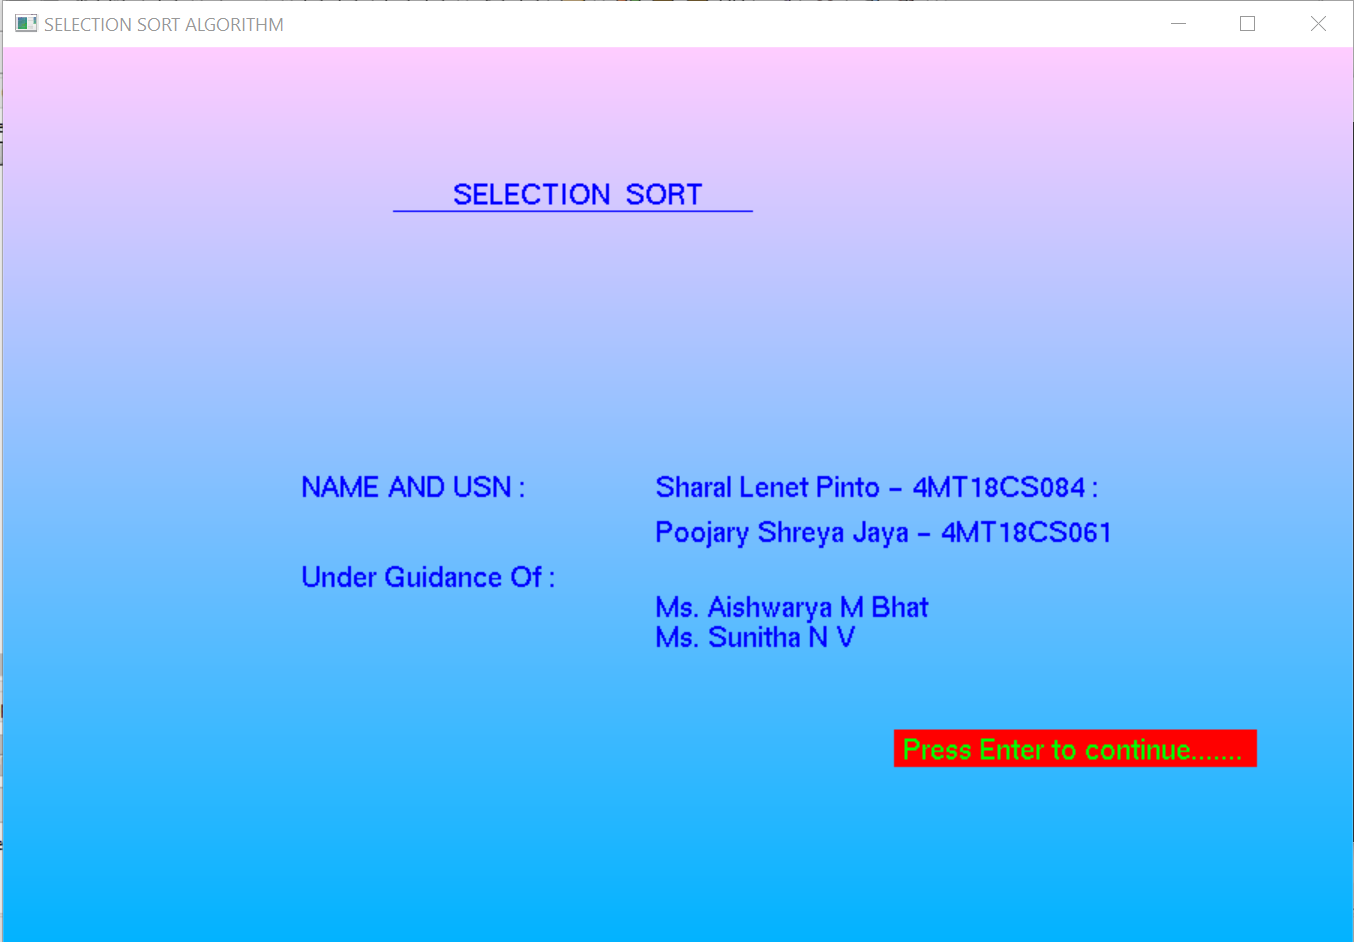 SELECTION SORT ALGORITHM
SELECTION SORT
NAME AND USN : Sharal Lenet Pinto - 4MT18CS084 :
Poojary Shreya Jaya - 4MT18CS061
Under Guidance Of :
Ms. Aishwarya M Bhat
Ms. Sunitha N V
Press Enter to continue.......